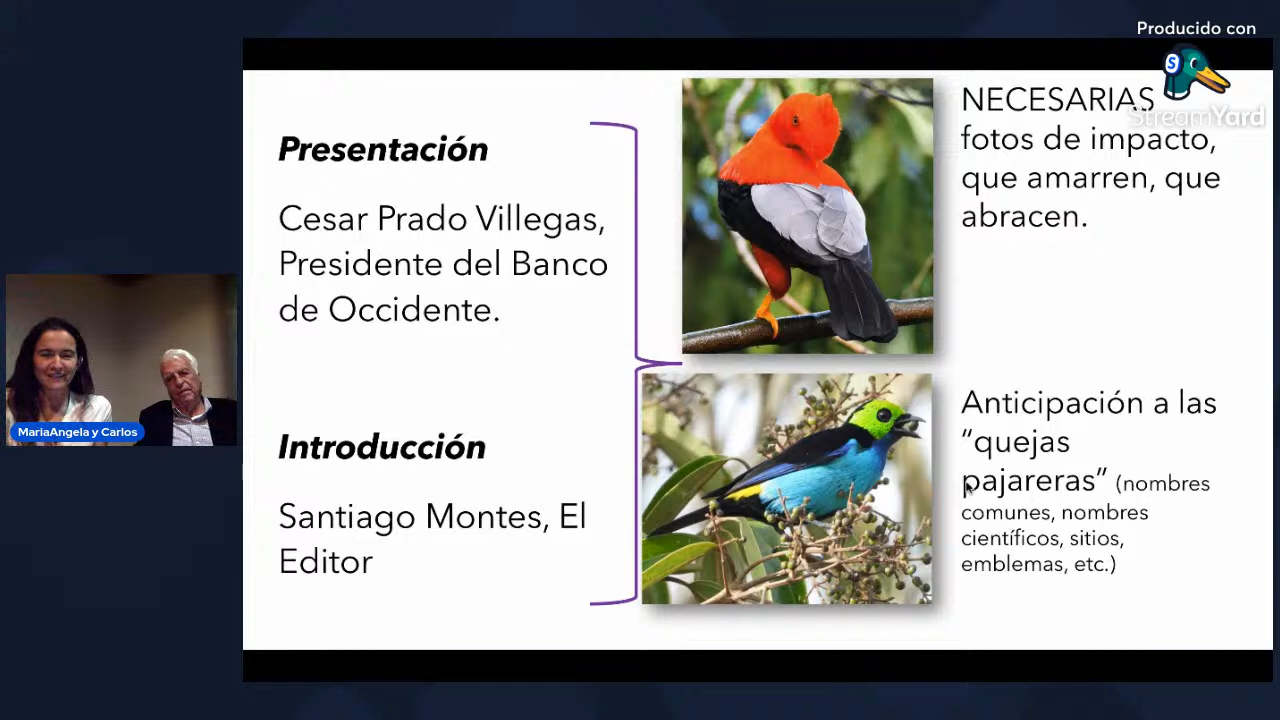 Producido con
StreamYard
Presentación
Cesar Prado Villegas,
Presidente del Banco
de Occidente.
NECESARIAS
fotos de impacto,
que amarren, que
abracen.
MariaAngela y Carlos
Introducción
Santiago Montes, El
Editor
Anticipación a las
“quejas
pajareras” (nombres
comunes, nombres
científicos, sitios,
emblemas, etc.)